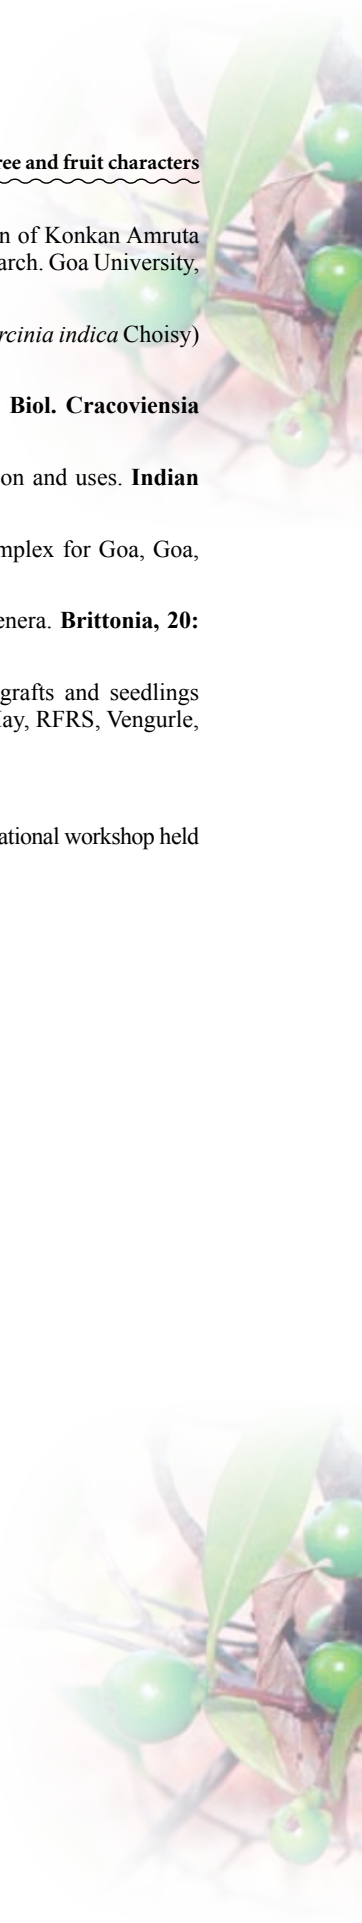 ree and fruit characters
n of Konkan Amruta
arch. Goa University,
rcinia indica Choisy)
Biol. Cracoviensia
on and uses. Indian
mplex for Goa, Goa,
enera. Brittonia, 20:
grafts and seedlings
ay, RFRS, Vengurle,
ational workshop held